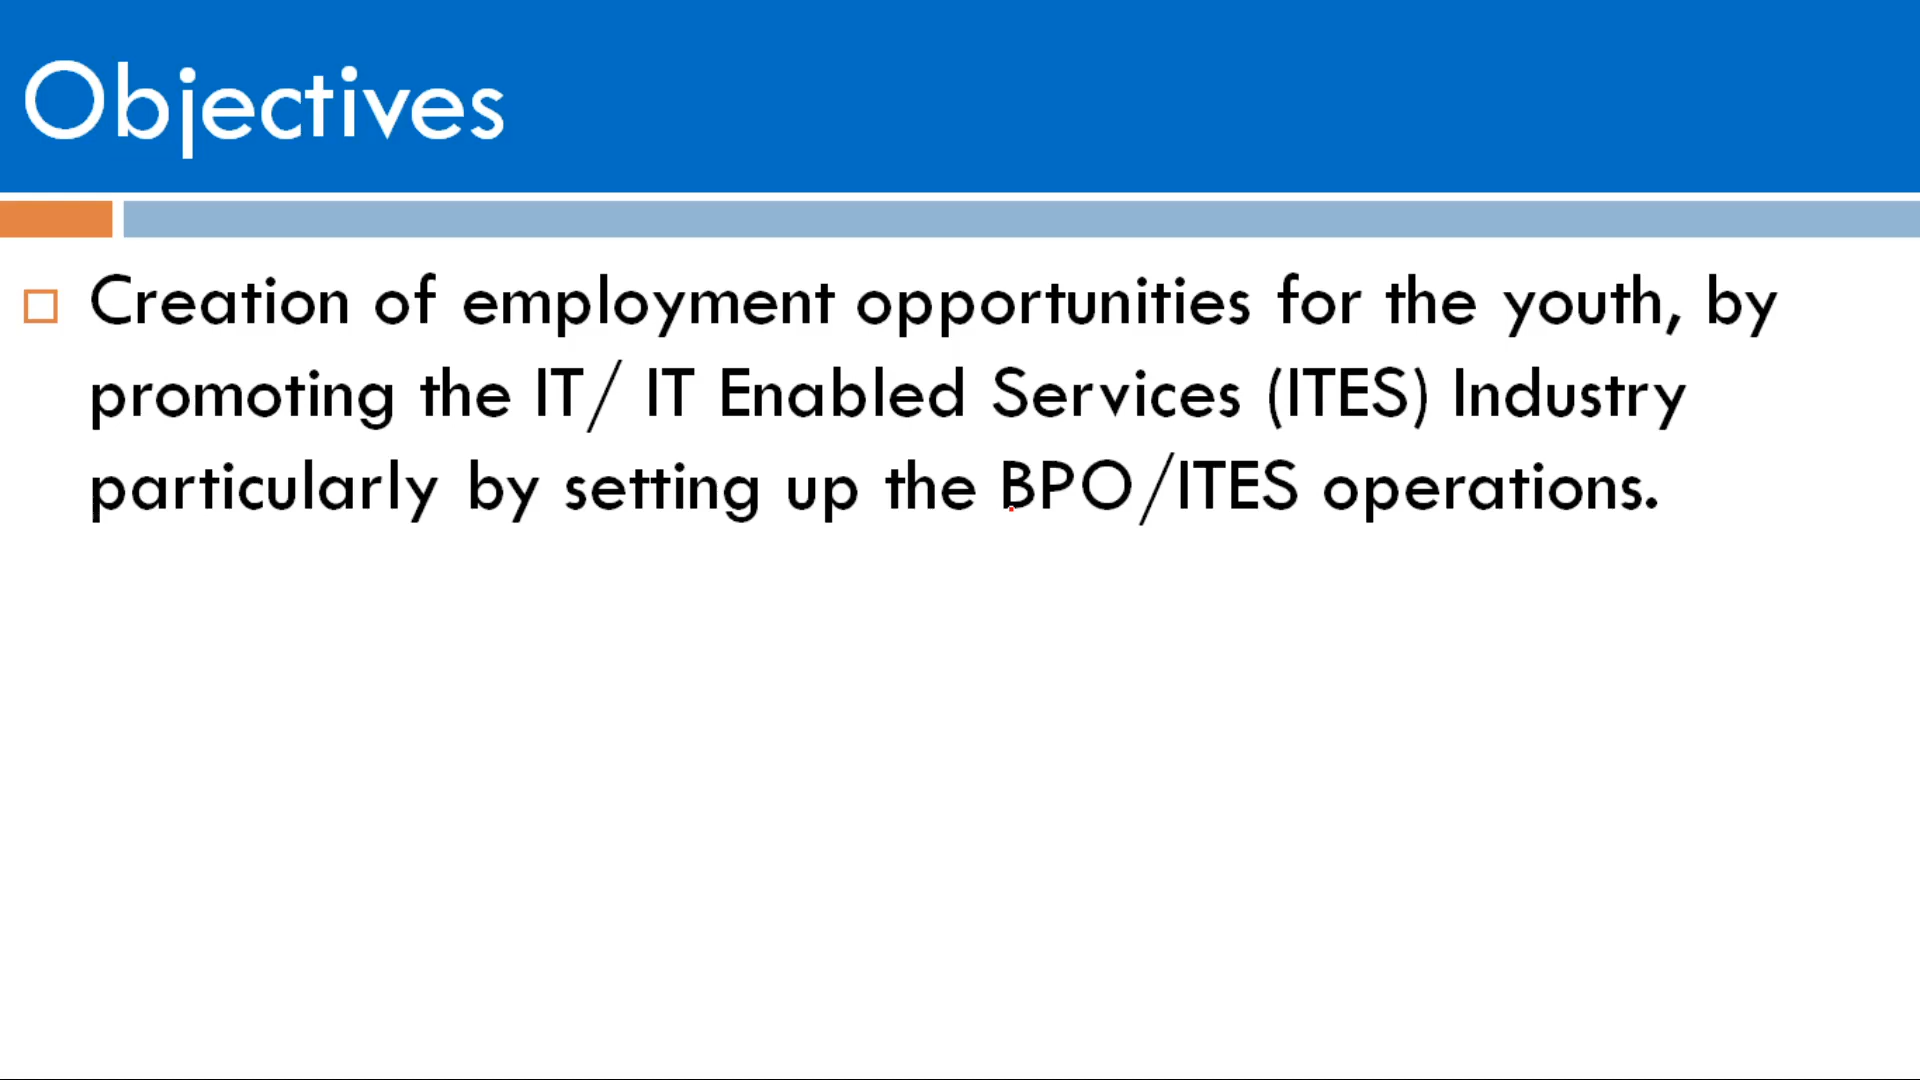 Objectives
Creation of employment opportunities for the youth, by
promoting the IT/ IT Enabled Services (ITES) Industry
particularly by setting up the BPO/ITES operations.